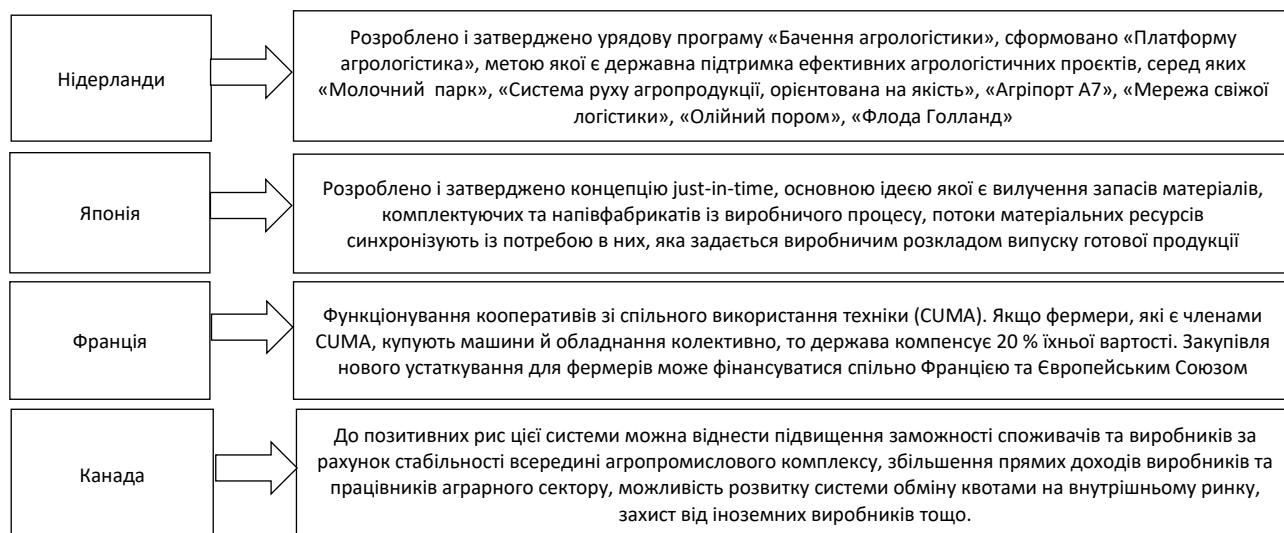 Нідерланди
Розроблено і затверджено урядову програму «Бачення агрологістики», сформовано «Платформу
агрологістика», метою якої є державна підтримка ефективних агрологістичних проєктів, серед яких
«Молочний парк», «Система руху агропродукції, орієнтована на якість», «Агріпорт А7», «Мережа свіжої
логістики», «Олійний пором», «Флода Голланд»
Японія
Розроблено і затверджено концепцію just-in-time, основною ідеєю якої є вилучення запасів матеріалів,
комплектуючих та напівфабрикатів із виробничого процесу, потоки матеріальних ресурсів
синхронізують із потребою в них, яка задається виробничим розкладом випуску готової продукції
Франція
Функціонування кооперативів зі спільного використання техніки (CUMA). Якщо фермери, які є членами
CUMA, купують машини й обладнання колективно, то держава компенсує 20 % їхньої вартості. Закупівля
нового устаткування для фермерів може фінансуватися спільно Францією та Європейським Союзом
Канада
До позитивних рис цієї системи можна віднести підвищення заможності споживачів та виробників за
рахунок стабільності всередині агропромислового комплексу, збільшення прямих доходів виробників та
працівників аграрного сектору, можливість розвитку системи обміну квотами на внутрішньому ринку,
захист від іноземних виробників тощо.